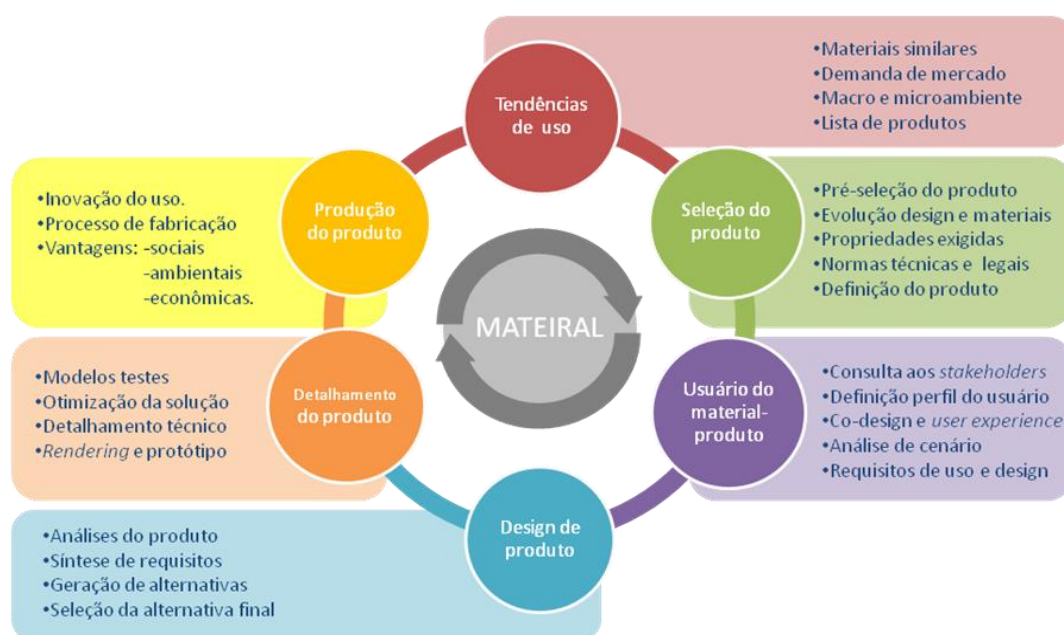 Tendências
de uso
•Materiais similares
•Demanda de mercado
•Macro e microambiente
•Lista de produtos
Seleção do
produto
•Pré-seleção do produto
•Evolução design e materiais
•Propriedades exigidas
•Normas técnicas e legais
•Definição do produto
Usuário do
material-
produto
•Consulta aos stakeholders
•Definição perfil do usuário
•Co-design e user experience
•Análise de cenário
•Requisitos de uso e design
Design de
produto
•Análises do produto
•Síntese de requisitos
•Geração de alternativas
•Seleção da alternativa final
Detalhamento
do produto
•Modelos testes
•Otimização da solução
•Detalhamento técnico
•Rendering e protótipo
Produção
do produto
•Inovação do uso.
•Processo de fabricação
•Vantagens: -sociais
-ambientais
-econômicas.
MATEIRAL